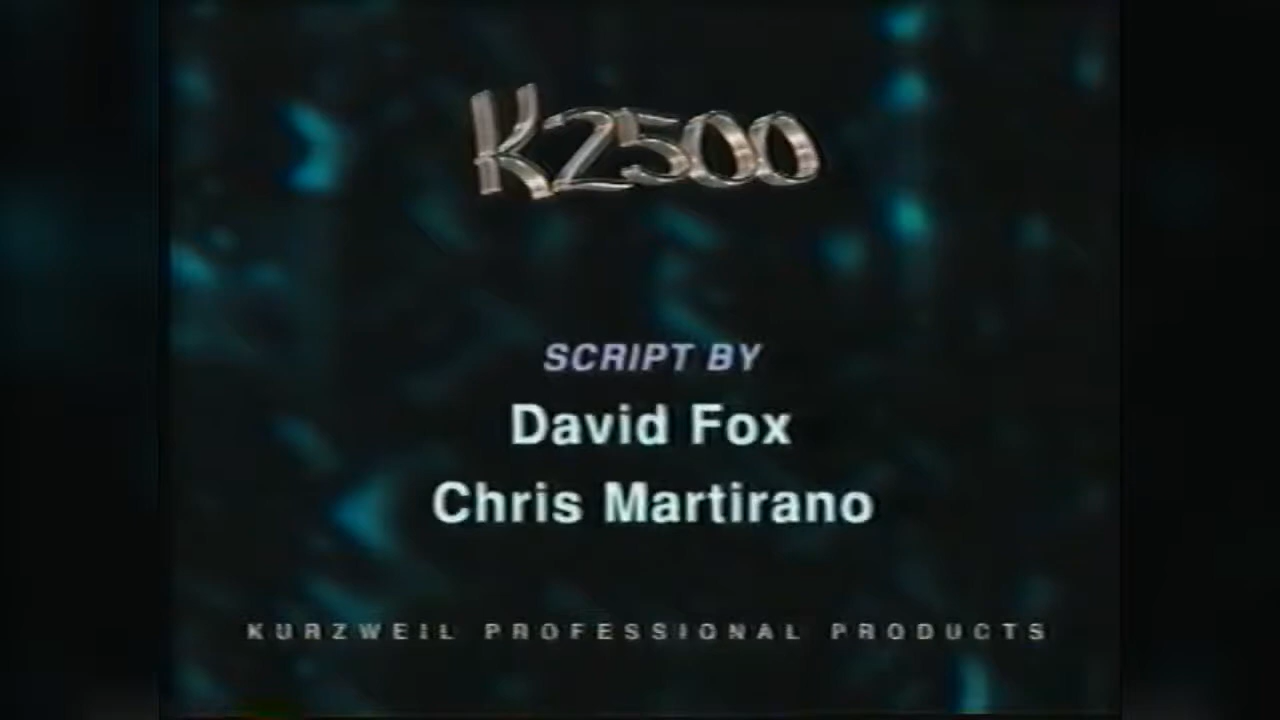 K2500
SCRIPT BY
David Fox
Chris Martirano
KURZWEIL PROFESSIONAL PRODUCTS